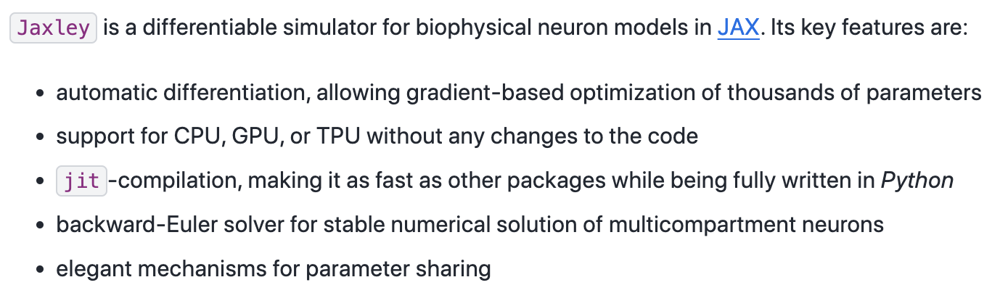 Jaxley is a differentiable simulator for biophysical neuron models in JAX. Its key features are:
• automatic differentiation, allowing gradient-based optimization of thousands of parameters
• support for CPU, GPU, or TPU without any changes to the code
• jit-compilation, making it as fast as other packages while being fully written in Python
• backward-Euler solver for stable numerical solution of multicompartment neurons
• elegant mechanisms for parameter sharing